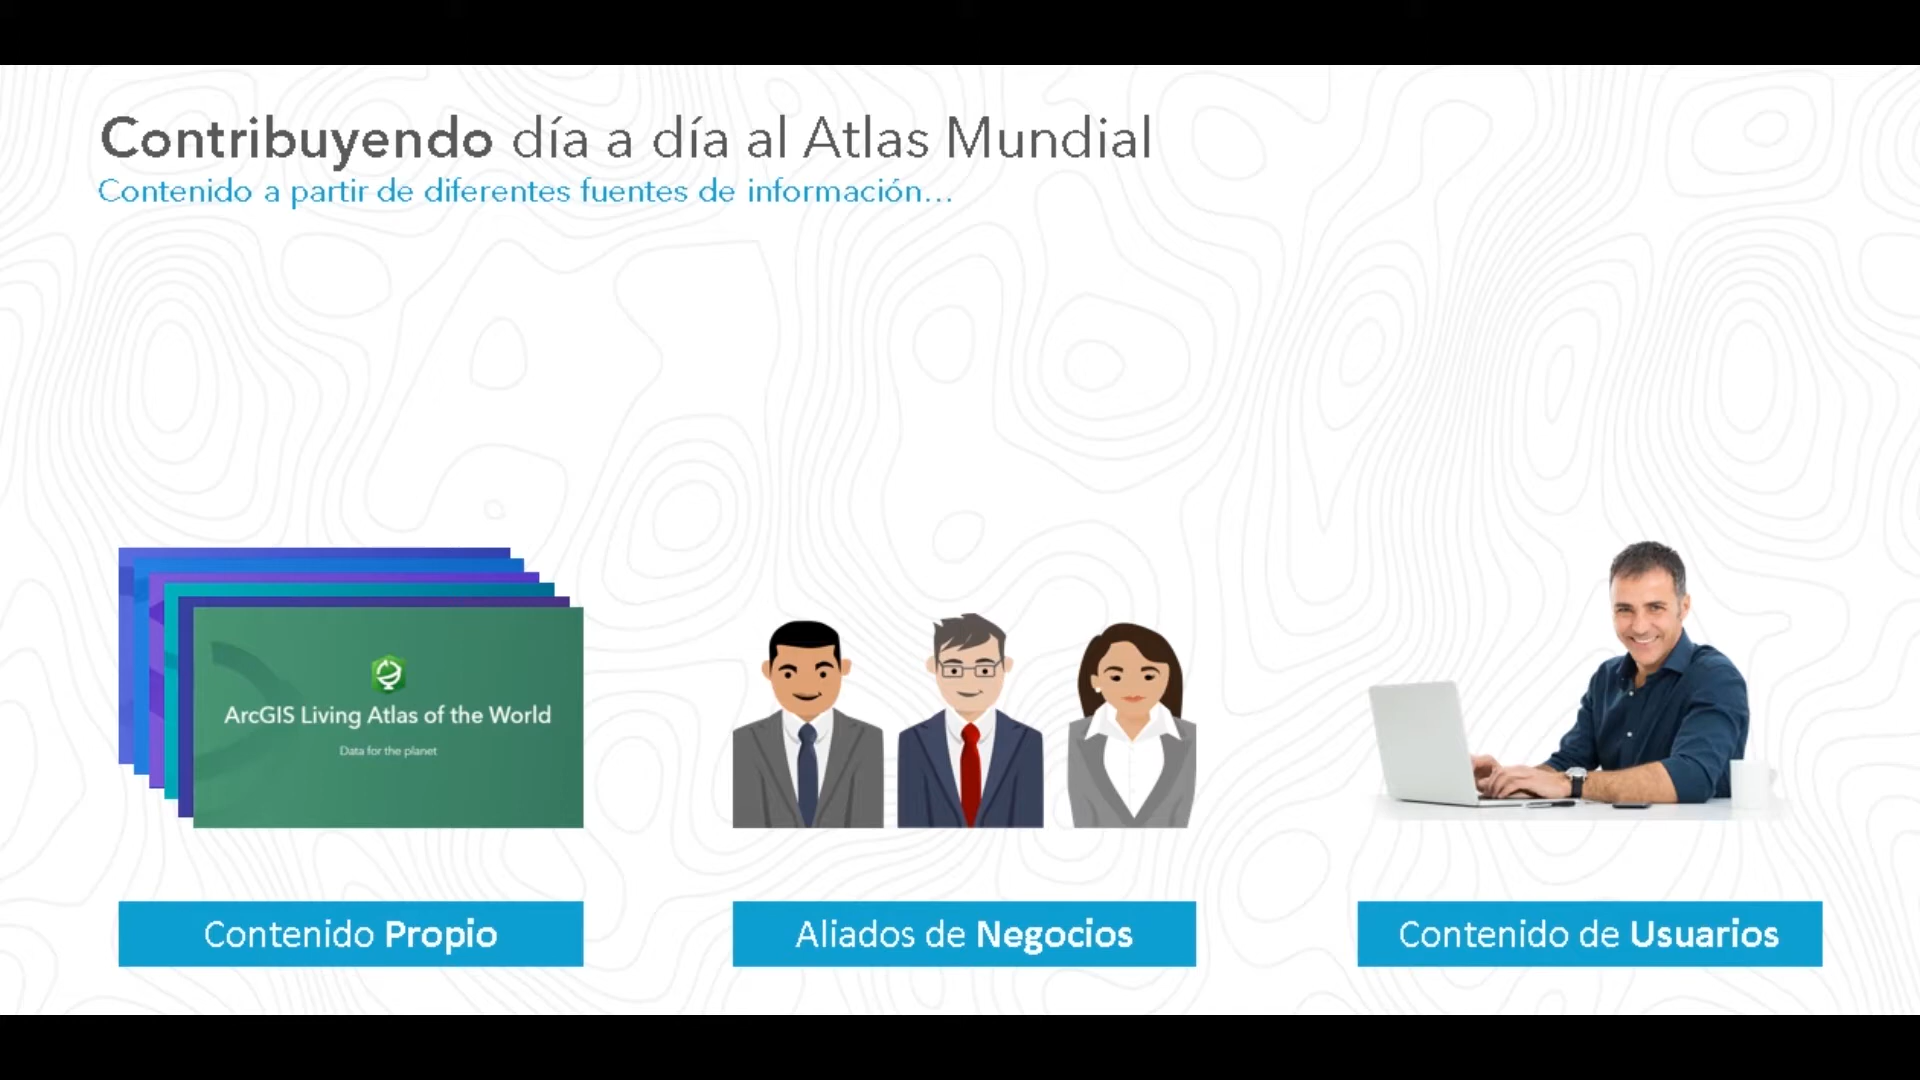 Contribuyendo día a día al Atlas Mundial
Contenido a partir de diferentes fuentes de información...
ArcGIS Living Atlas of the World
Data for the planet
Contenido Propio
Aliados de Negocios
Contenido de Usuarios